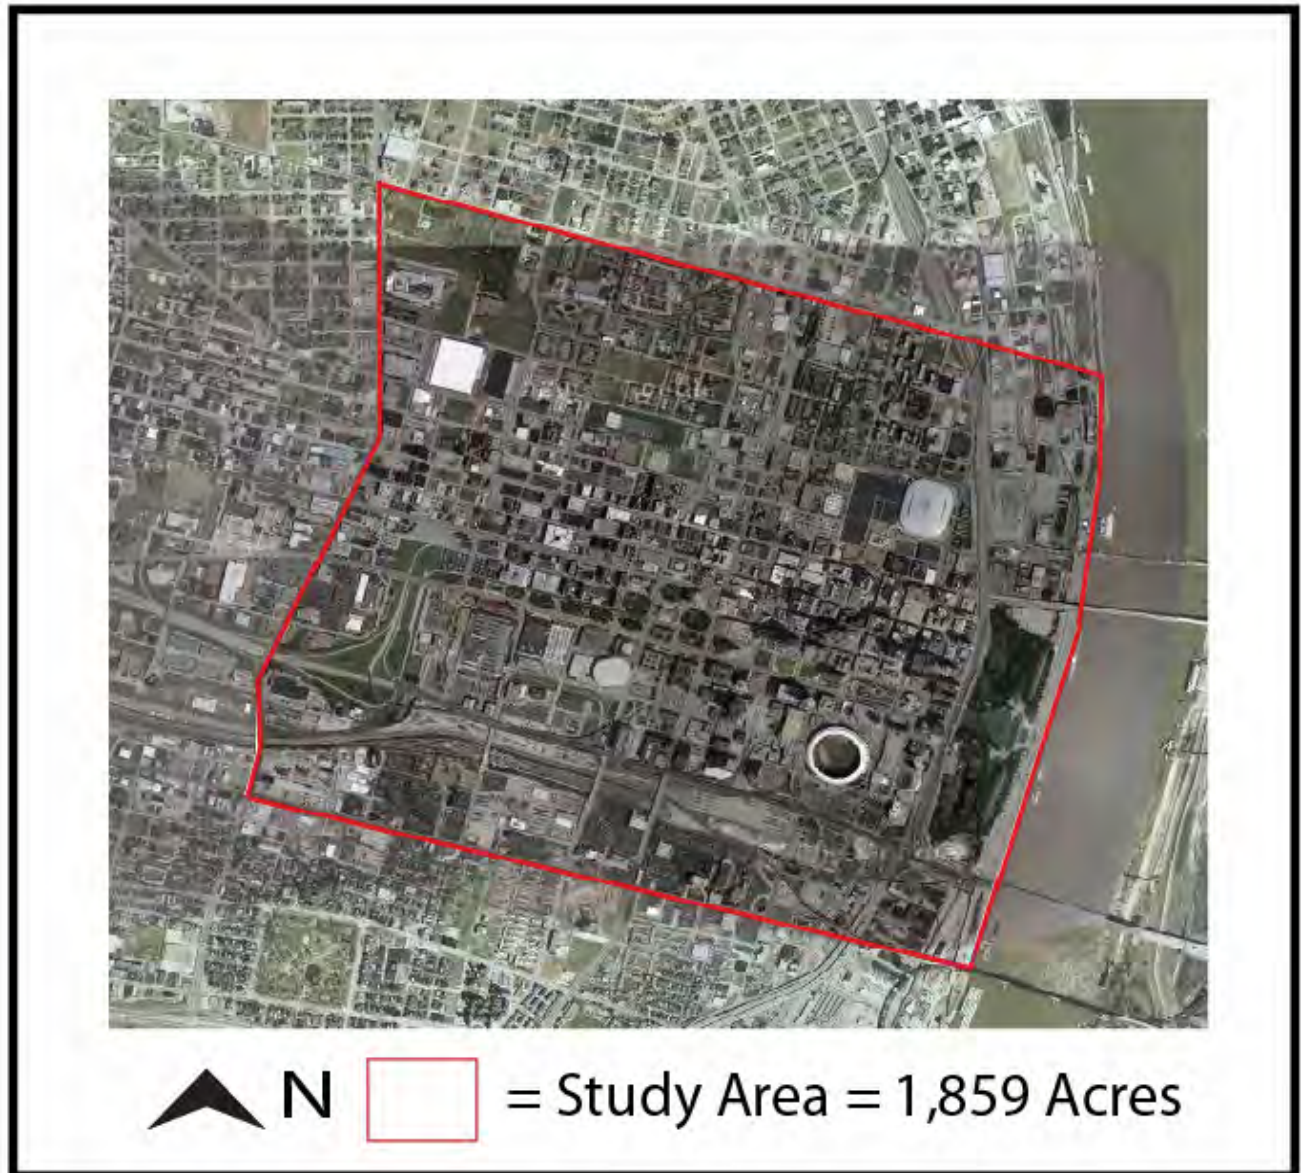 N = Study Area = 1,859 Acres